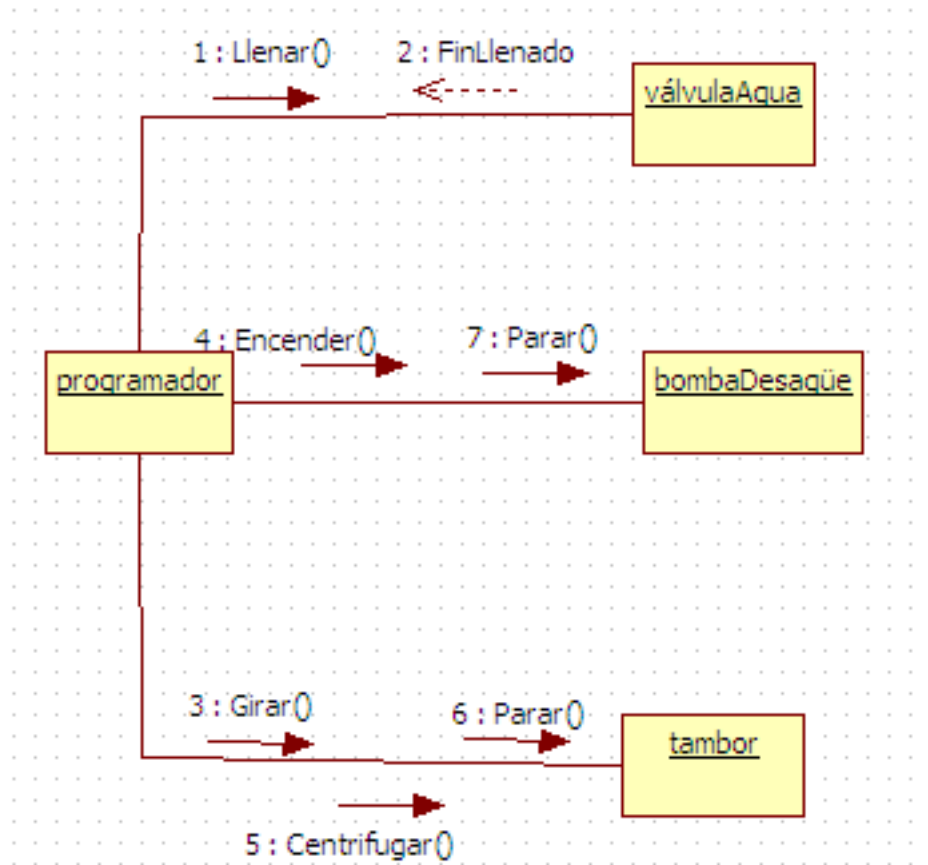 1 : Llenar()
2 : FinLlenado
válvulaAgua
4 : Encender()
7 : Parar()
programador
bombaDesagüe
3 : Girar()
6 : Parar()
tambor
5 : Centrifugar()